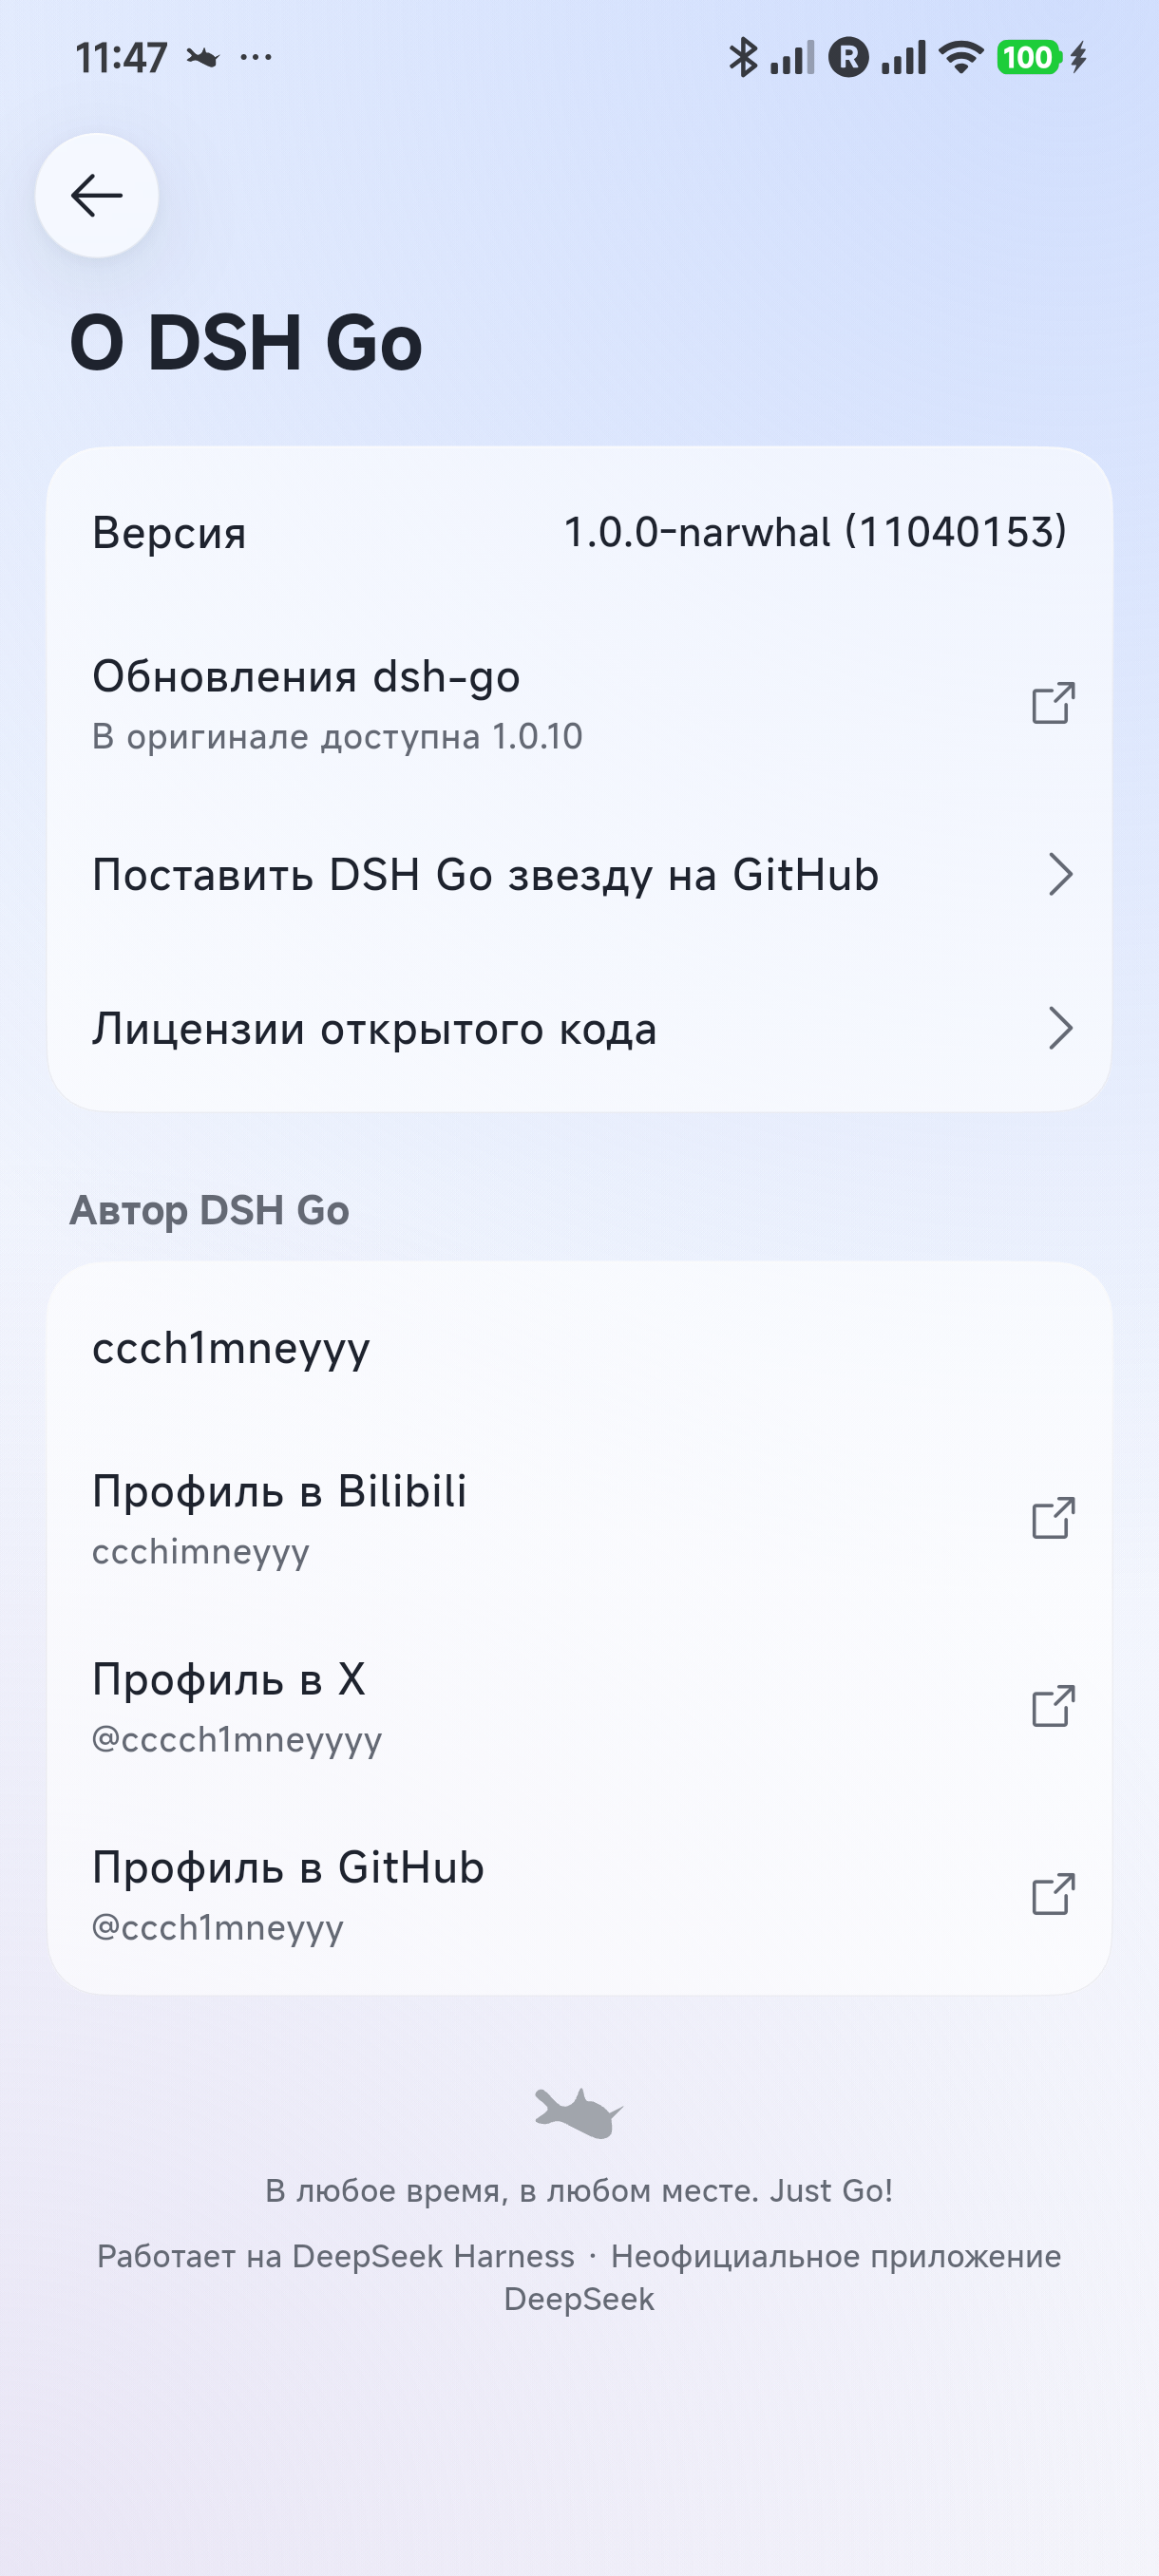 11:47 ... R 100
О DSH Go
Версия 1.0.0-narwhal (11040153)
Обновления dsh-go
В оригинале доступна 1.0.10
Поставить DSH Go звезду на GitHub
Лицензии открытого кода
Автор DSH Go
ccch1mneyyy
Профиль в Bilibili
ccchimneyyy
Профиль в X
@cccch1mneyyyy
Профиль в GitHub
@ccch1mneyyy
В любое время, в любом месте. Just Go!
Работает на DeepSeek Harness · Неофициальное приложение
DeepSeek